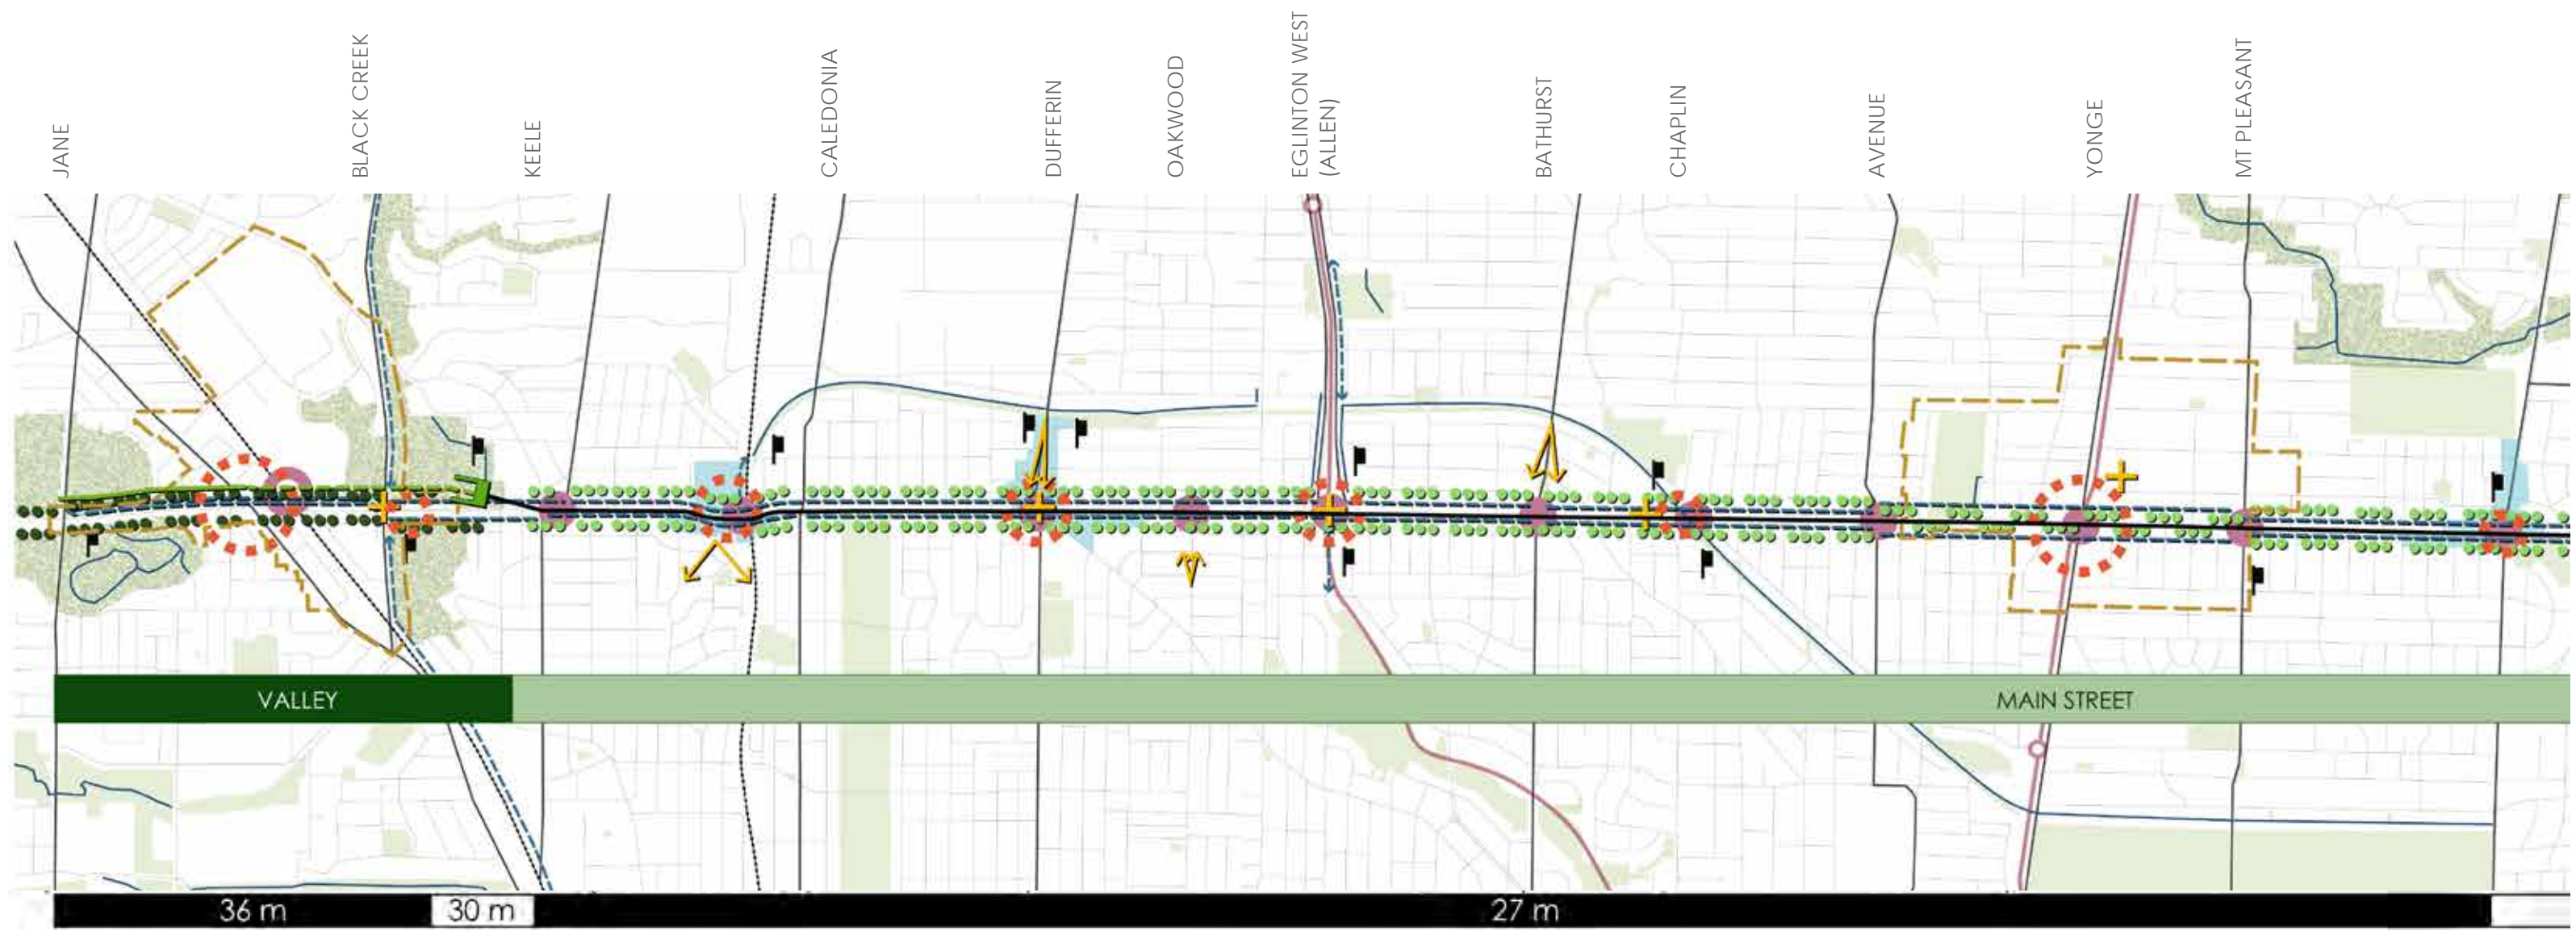 JANE
BLACK CREEK
KEELE
CALEDONIA
DUFFERIN
OAKWOOD
EGLINTON WEST
(ALLEN)
BATHURST
CHAPLIN
AVENUE
YONGE
MT PLEASANT
VALLEY
MAIN STREET
36 m
30 m
27 m